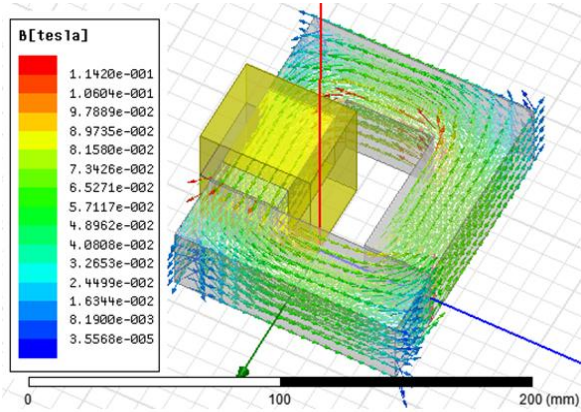 B[tesla]
1.1420e-001
1.0604e-001
9.7889e-002
8.9735e-002
8.1580e-002
7.3426e-002
6.5271e-002
5.7117e-002
4.8962e-002
4.0808e-002
3.2653e-002
2.4499e-002
1.6344e-002
8.1900e-003
3.5568e-005
0 100 200 (mm)